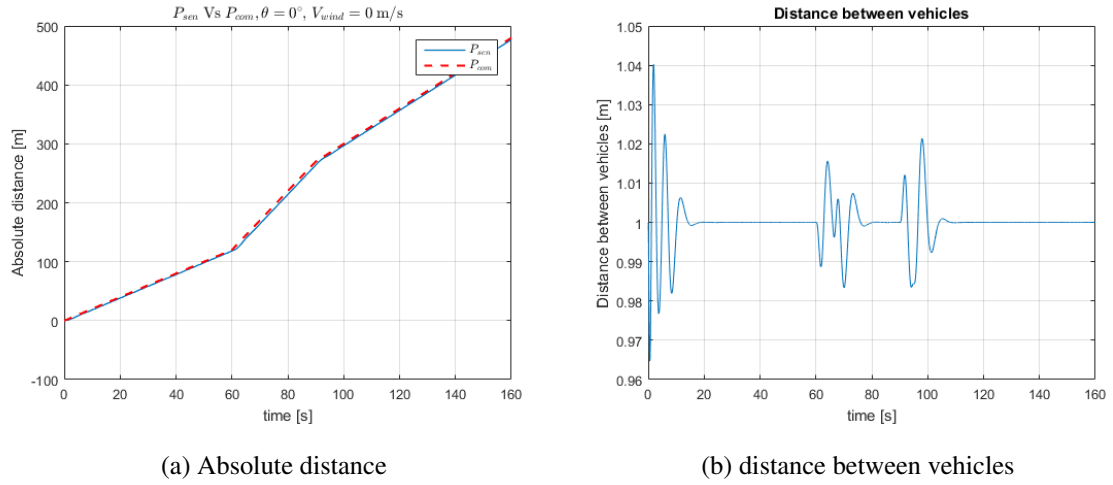 P_sen Vs P_com, θ = 0°, V_wind = 0 m/s
500
400
300
200
100
0
-100
Absolute distance [m]
P_sen
P_com
0 20 40 60 80 100 120 140 160
time [s]
(a) Absolute distance
Distance between vehicles
1.05
1.04
1.03
1.02
1.01
1
0.99
0.98
0.97
0.96
Distance between vehicles [m]
0 20 40 60 80 100 120 140 160
time [s]
(b) distance between vehicles